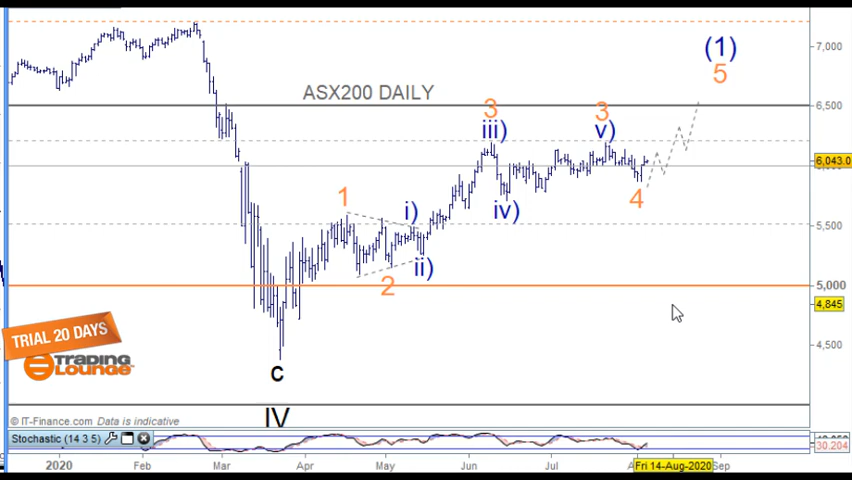 (1)
7,000
5
ASX200 DAILY
6,500
3
3
iii)
v)
6,043.0
1
4
i)
iv)
5,500
ii)
2
5,000
4,845
TRIAL 20 DAYS
TRADING
LOUNGE
4,500
C
IV
© IT-Finance.com Data is indicative
Stochastic (14 3 5)
30.204
2020
Feb
Mar
Apr
May
Jun
Jul
Fri 14-Aug-2020
Sep